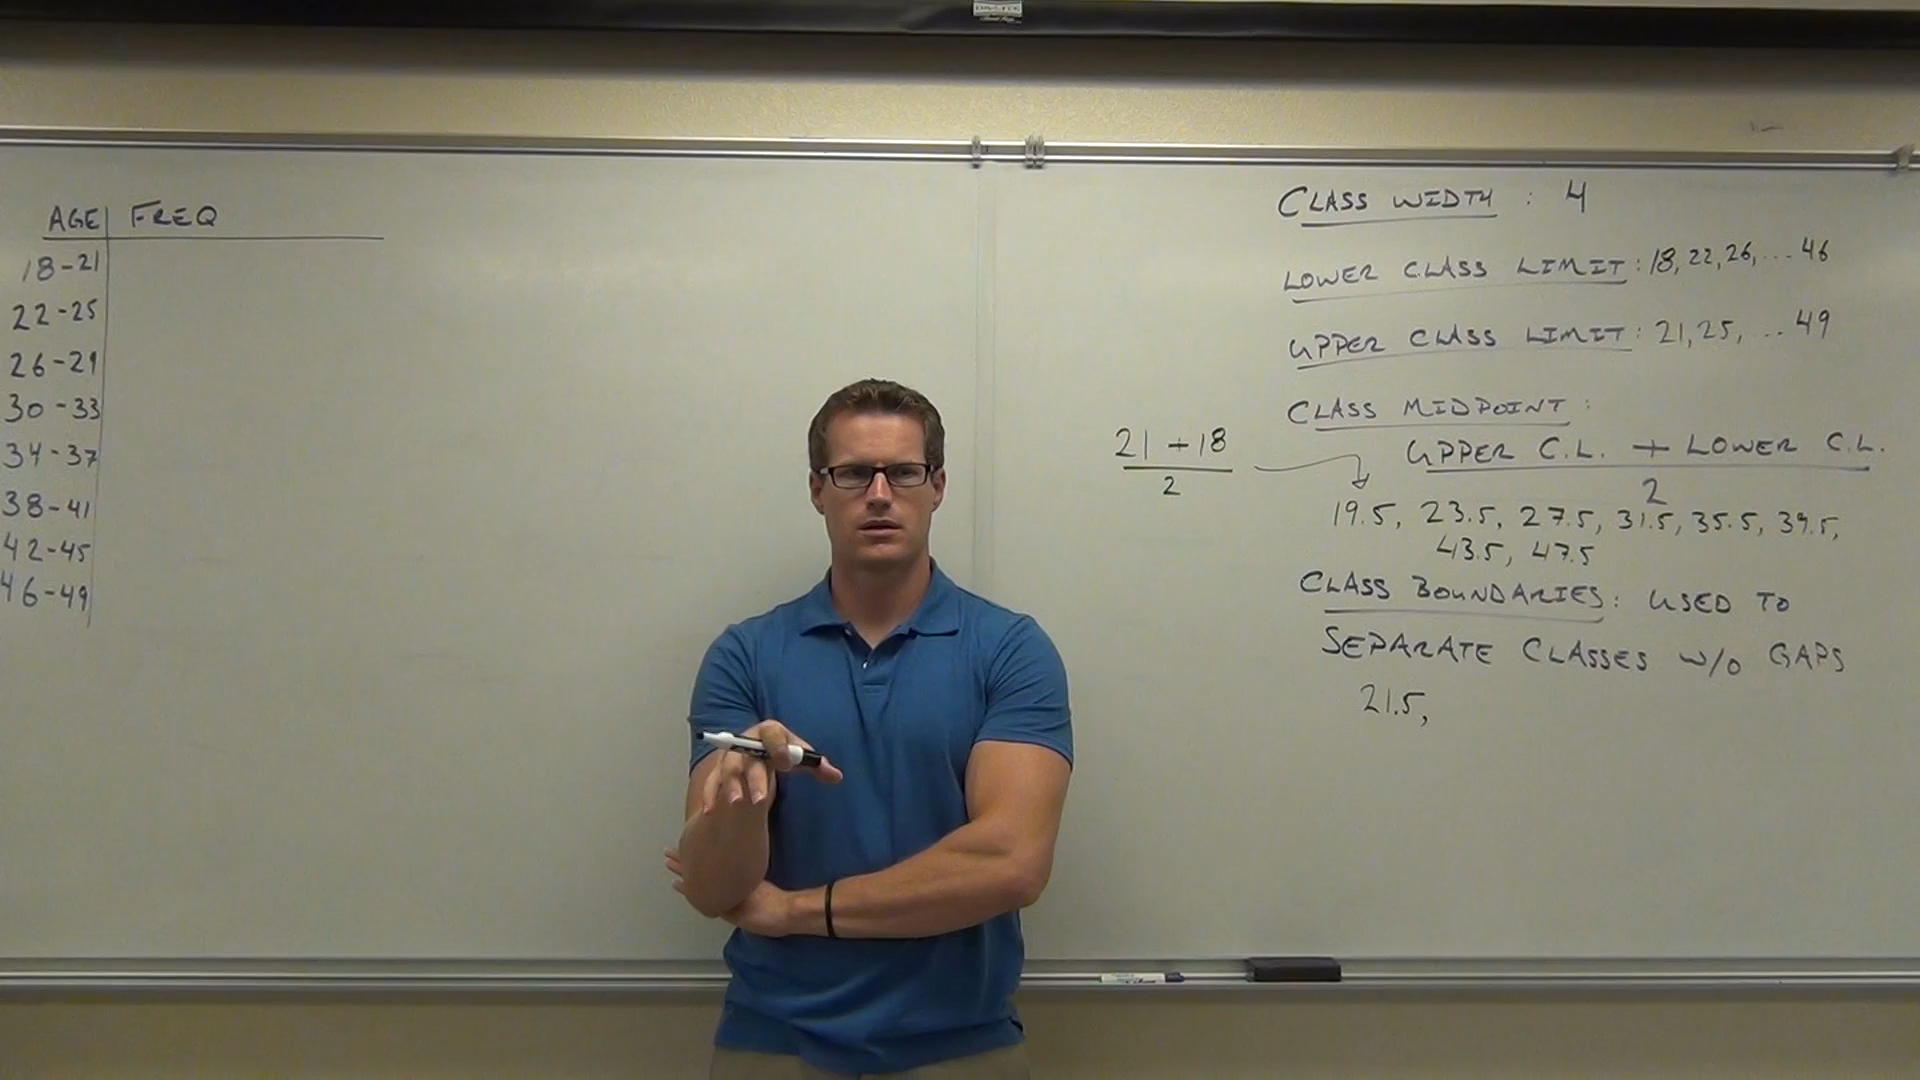 AGE FREQ
18-21
22-25
26-29
30-33
34-37
38-41
42-45
46-49
CLASS WIDTH : 4
LOWER CLASS LIMIT : 18, 22, 26, ... 46
UPPER CLASS LIMIT : 21, 25, ... 49
CLASS MIDPOINT :
UPPER C.L. + LOWER C.L.
2
21 + 18
2
19.5, 23.5, 27.5, 31.5, 35.5, 39.5,
43.5, 47.5
CLASS BOUNDARIES: USED TO
SEPARATE CLASSES W/O GAPS
21.5,